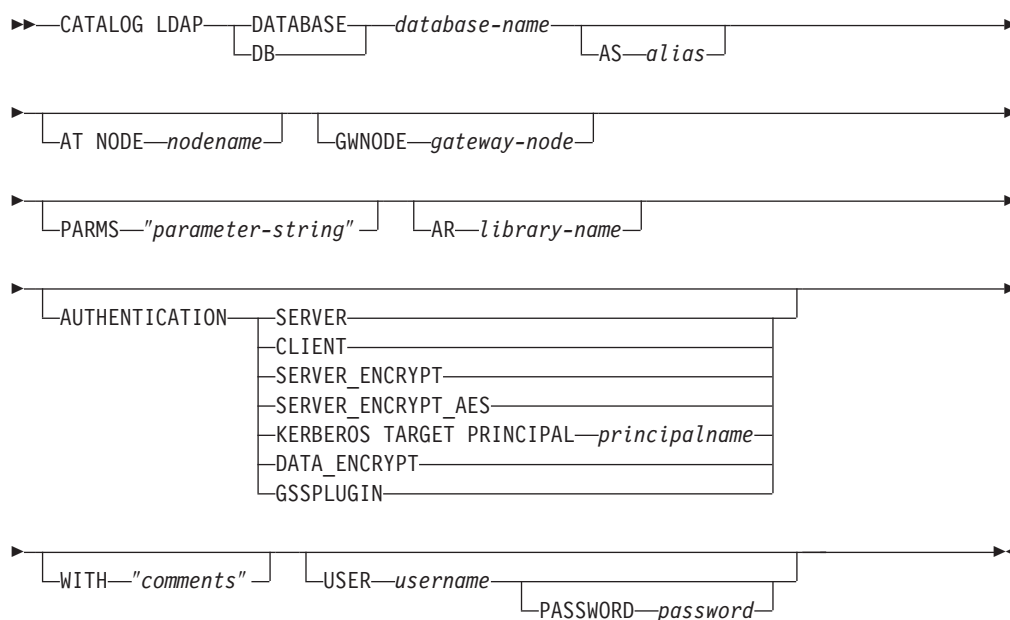 CATALOG LDAP DATABASE database-name
DB AS alias
AT NODE nodename GWNODE gateway-node
PARMS "parameter-string" AR library-name
AUTHENTICATION SERVER
CLIENT
SERVER_ENCRYPT
SERVER_ENCRYPT_AES
KERBEROS TARGET PRINCIPAL principalname
DATA_ENCRYPT
GSSPLUGIN
WITH "comments" USER username
PASSWORD password